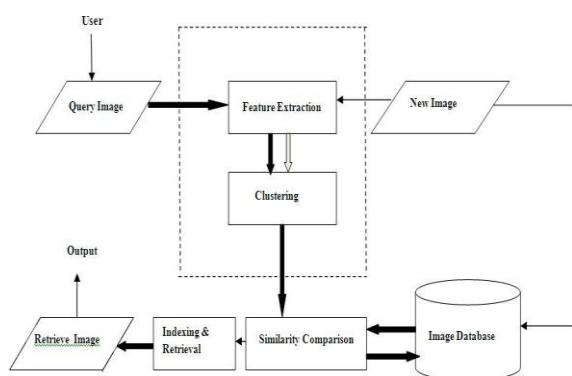 User
Query Image
Feature Extraction
New Image
Clustering
Output
Retrieve Image
Indexing &
Retrieval
Similarity Comparison
Image Database